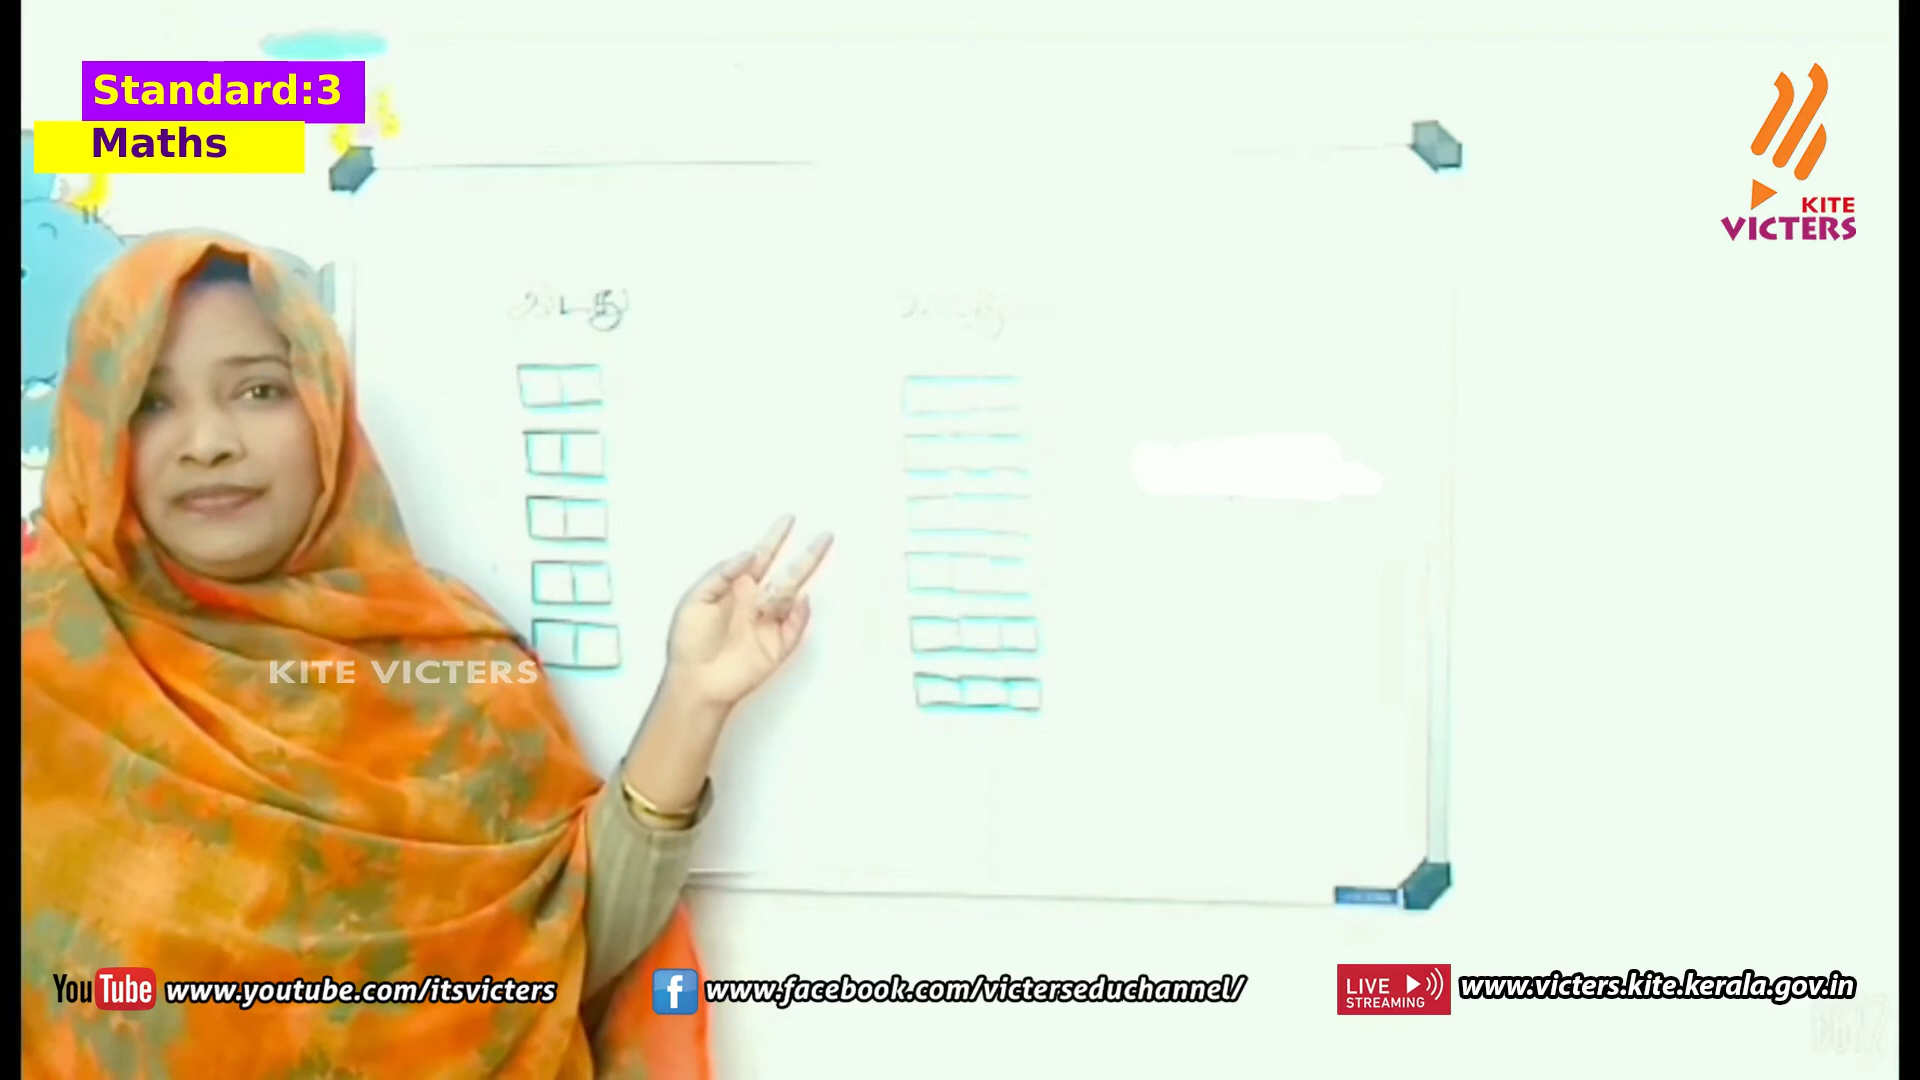 Standard:3
Maths
KITE
VICTERS
KITE VICTERS
YouTube www.youtube.com/itsvicters
f www.facebook.com/victerseduchannel/
LIVE STREAMING www.victers.kite.kerala.gov.in